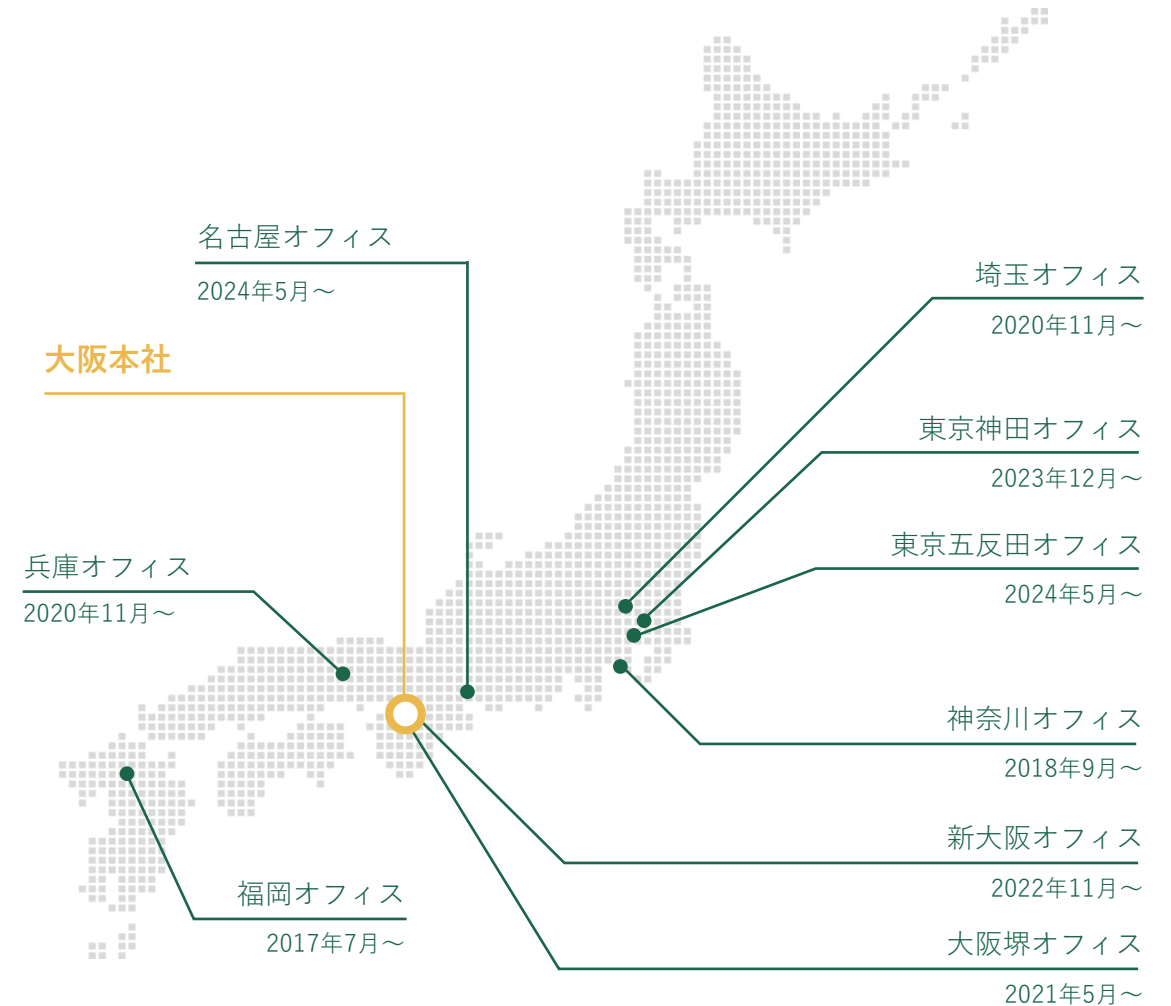 名古屋オフィス
2024年5月～
大阪本社
兵庫オフィス
2020年11月～
福岡オフィス
2017年7月～
埼玉オフィス
2020年11月～
東京神田オフィス
2023年12月～
東京五反田オフィス
2024年5月～
神奈川オフィス
2018年9月～
新大阪オフィス
2022年11月～
大阪堺オフィス
2021年5月～